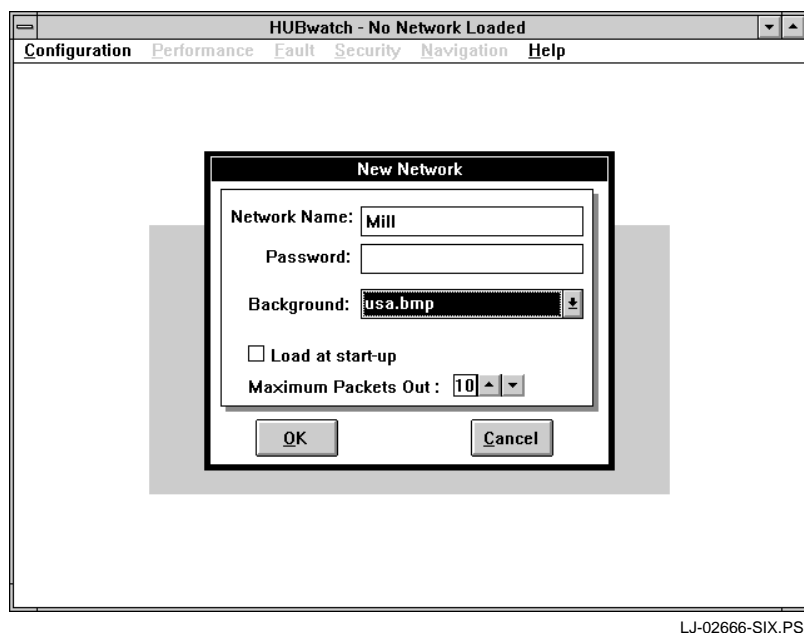 HUBwatch - No Network Loaded
Configuration Performance Fault Security Navigation Help
New Network
Network Name: Mill
Password:
Background: usa.bmp
Load at start-up
Maximum Packets Out : 10
OK Cancel
LJ-02666-SIX.PS